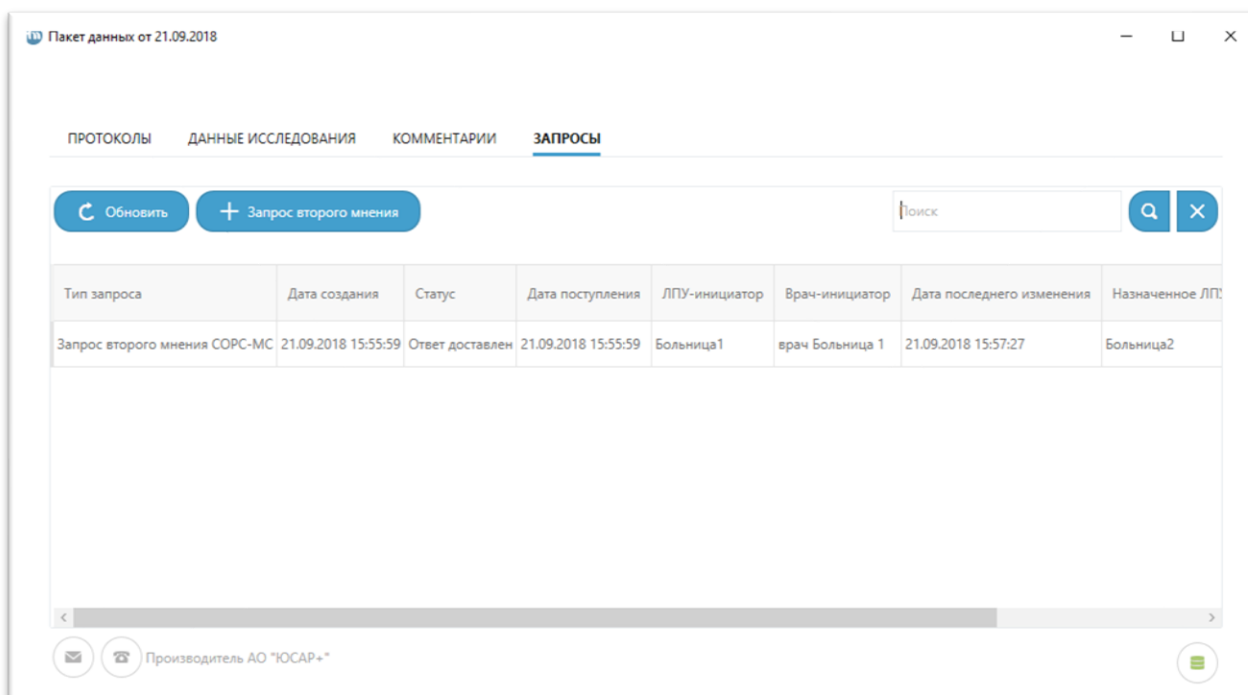 Пакет данных от 21.09.2018
ПРОТОКОЛЫ ДАННЫЕ ИССЛЕДОВАНИЯ КОММЕНТАРИИ ЗАПРОСЫ
Обновить Запрос второго мнения Поиск
Тип запроса Дата создания Статус Дата поступления ЛПУ-инициатор Врач-инициатор Дата последнего изменения Назначенное ЛПУ
Запрос второго мнения СОРС-МС 21.09.2018 15:55:59 Ответ доставлен 21.09.2018 15:55:59 Больница1 врач Больница 1 21.09.2018 15:57:27 Больница2
Производитель АО "ЮСАР+"